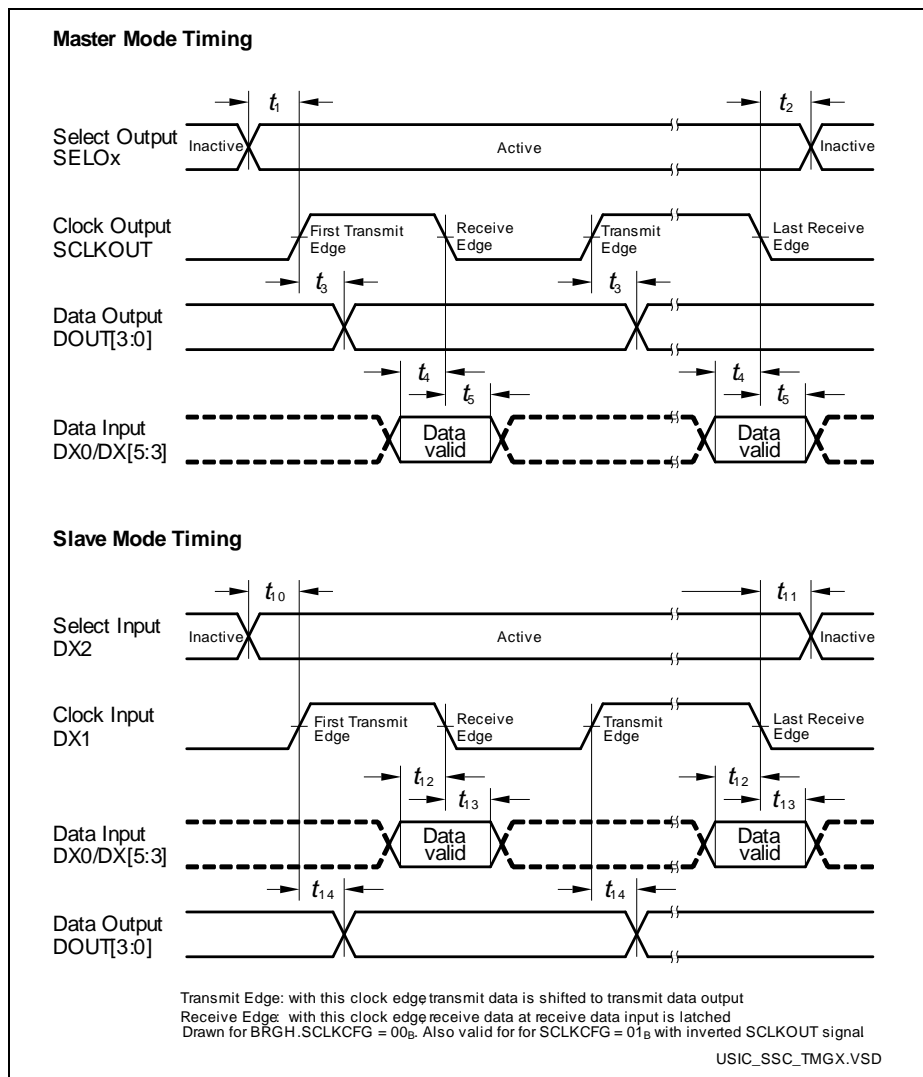 Master Mode Timing
t1
t2
Select Output
SELOx
Inactive
Active
Inactive
Clock Output
SCLKOUT
First Transmit
Edge
Receive
Edge
Transmit
Edge
Last Receive
Edge
t3
t3
Data Output
DOUT[3:0]
t4
t5
t4
t5
Data Input
DX0/DX[5:3]
Data
valid
Data
valid
Slave Mode Timing
t10
t11
Select Input
DX2
Inactive
Active
Inactive
Clock Input
DX1
First Transmit
Edge
Receive
Edge
Transmit
Edge
Last Receive
Edge
t12
t13
t12
t13
Data Input
DX0/DX[5:3]
Data
valid
Data
valid
t14
t14
Data Output
DOUT[3:0]
Transmit Edge: with this clock edge, transmit data is shifted to transmit data output
Receive Edge: with this clock edge, receive data at receive data input is latched
Drawn for BRGH.SCLKCFG = 00B. Also valid for for SCLKCFG = 01B with inverted SCLKOUT signal.
USIC_SSC_TMGX.VSD